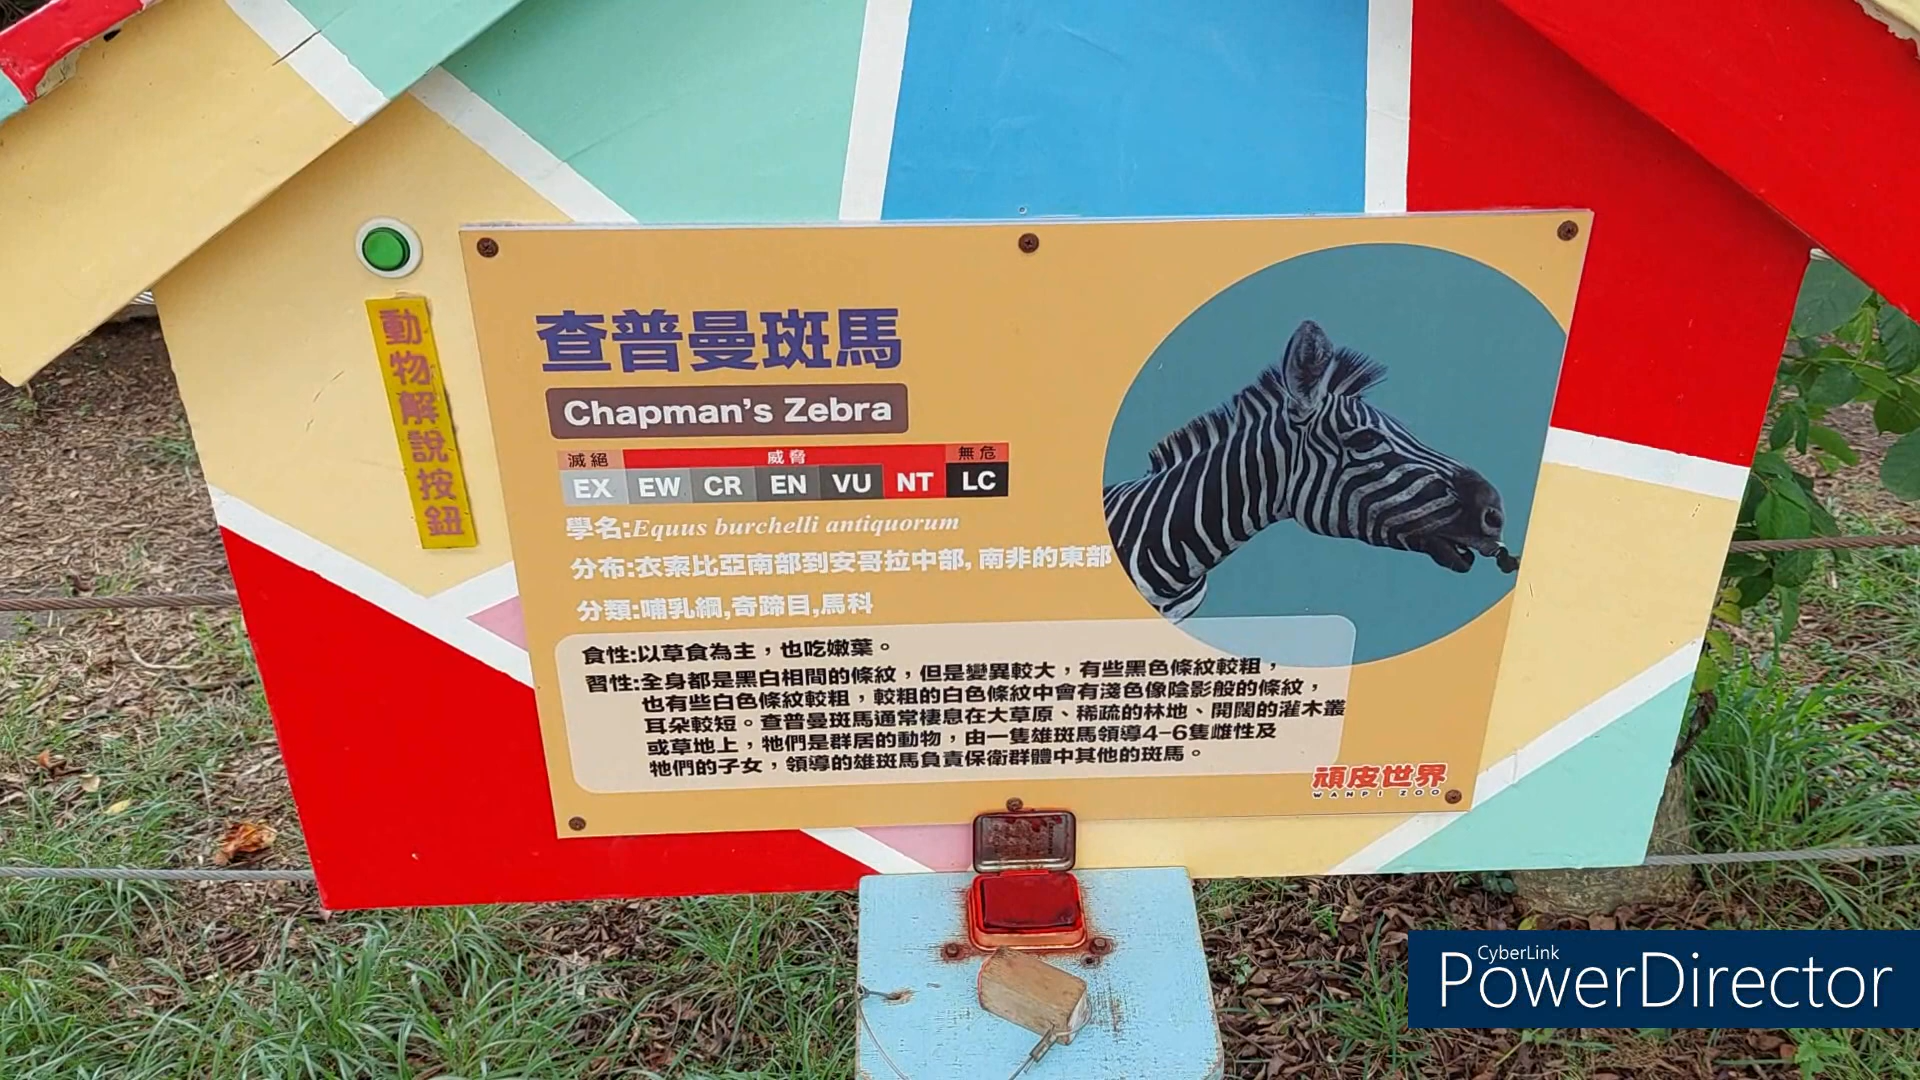 動物解說按鈕
查普曼斑馬
Chapman's Zebra
滅絕 威脅 無危
EX EW CR EN VU NT LC
學名:Equus burchelli antiquorum
分布:衣索比亞南部到安哥拉中部, 南非的東部
分類:哺乳綱,奇蹄目,馬科
食性:以草食為主，也吃嫩葉。
習性:全身都是黑白相間的條紋，但是變異較大，有些黑色條紋較粗，
也有些白色條紋較粗，較粗的白色條紋中會有淺色像陰影般的條紋，
耳朵較短。查普曼斑馬通常棲息在大草原、稀疏的林地、開闊的灌木叢
或草地上，牠們是群居的動物，由一隻雄斑馬領導4-6隻雌性及
牠們的子女，領導的雄斑馬負責保衛群體中其他的斑馬。
頑皮世界
WANPI ZOO
CyberLink
PowerDirector